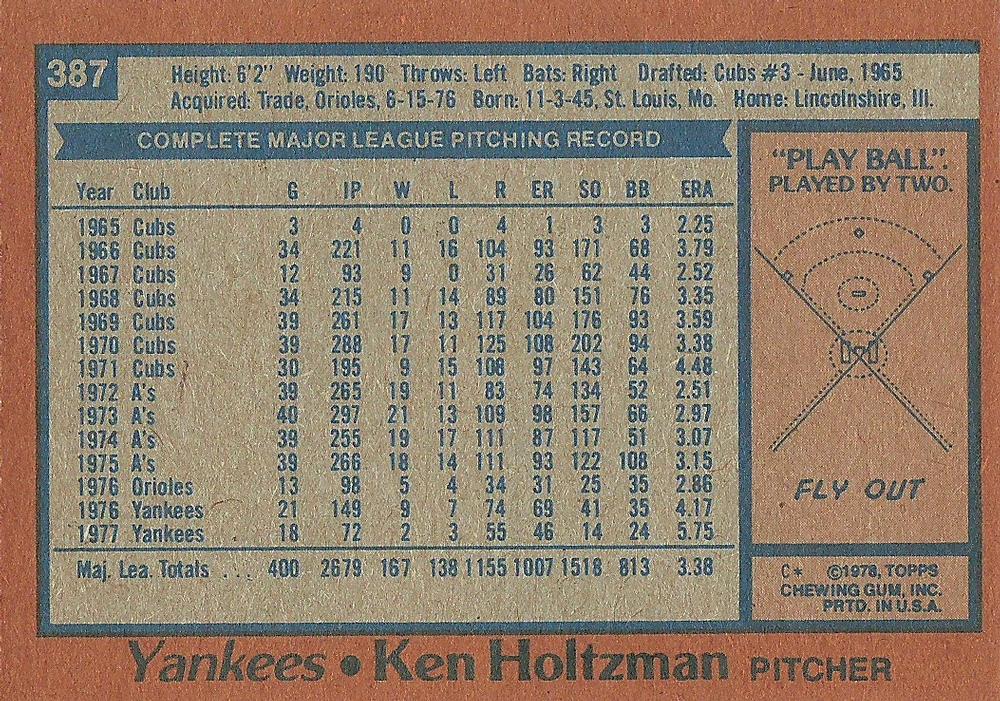 387
Height: 6'2" Weight: 190 Throws: Left Bats: Right Drafted: Cubs #3 - June, 1965
Acquired: Trade, Orioles, 6-15-76 Born: 11-3-45, St. Louis, Mo. Home: Lincolnshire, Ill.
COMPLETE MAJOR LEAGUE PITCHING RECORD
Year Club G IP W L R ER SO BB ERA
1965 Cubs 3 4 0 0 4 1 3 3 2.25
1966 Cubs 34 221 11 16 104 93 171 68 3.79
1967 Cubs 12 93 9 0 31 26 62 44 2.52
1968 Cubs 34 215 11 14 89 80 151 76 3.35
1969 Cubs 39 261 17 13 117 104 176 93 3.59
1970 Cubs 39 288 17 11 125 108 202 94 3.38
1971 Cubs 30 195 9 15 108 97 143 64 4.48
1972 A's 39 265 19 11 83 74 134 52 2.51
1973 A's 40 297 21 13 109 98 157 66 2.97
1974 A's 39 255 19 17 111 87 117 51 3.07
1975 A's 39 266 18 14 111 93 122 108 3.15
1976 Orioles 13 98 5 4 34 31 25 35 2.86
1976 Yankees 21 149 9 7 74 69 41 35 4.17
1977 Yankees 18 72 2 3 55 46 14 24 5.75
Maj. Lea. Totals ... 400 2679 167 138 1155 1007 1518 813 3.38
"PLAY BALL".
PLAYED BY TWO.
FLY OUT
C* ©1978, TOPPS
CHEWING GUM, INC.
PRTD. IN U.S.A.
Yankees • Ken Holtzman PITCHER